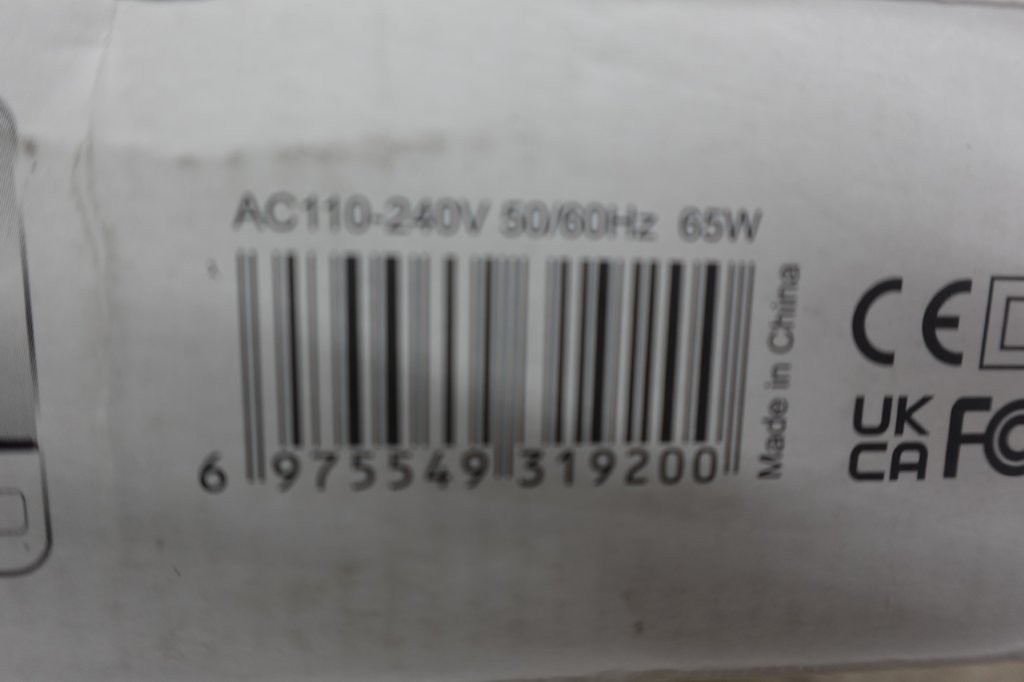 AC110-240V 50/60Hz 65W
6 975549 319200
Made in China
CE
UK
CA
FC